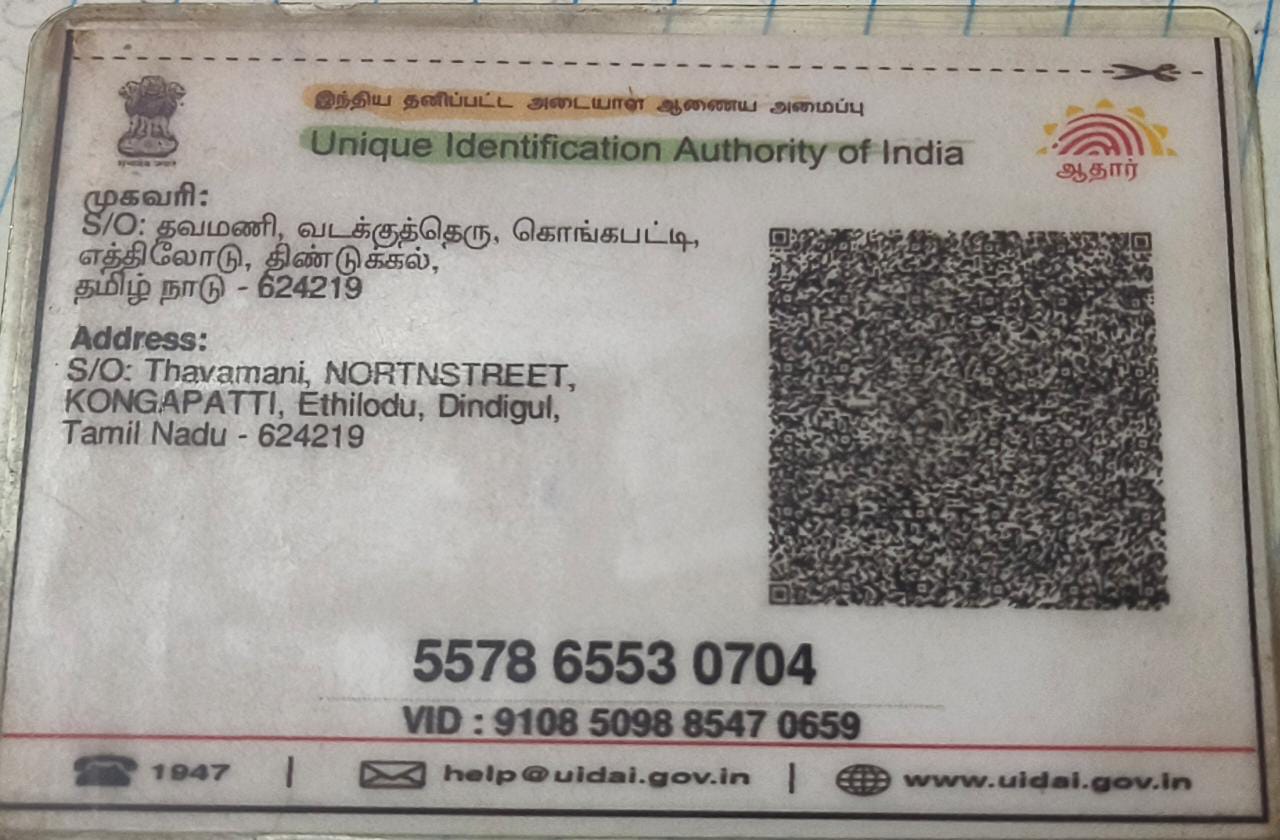 இந்திய தனிப்பட்ட அடையாள ஆணைய அமைப்பு
Unique Identification Authority of India
ஆதார்
முகவரி:
S/O: தவமணி, வடக்குத்தெரு, கொங்கபட்டி,
எத்திலோடு, திண்டுக்கல்,
தமிழ் நாடு - 624219
Address:
S/O: Thavamani, NORTNSTREET,
KONGAPATTI, Ethilodu, Dindigul,
Tamil Nadu - 624219
5578 6553 0704
VID : 9108 5098 8547 0659
1947 | help@uidai.gov.in | www.uidai.gov.in